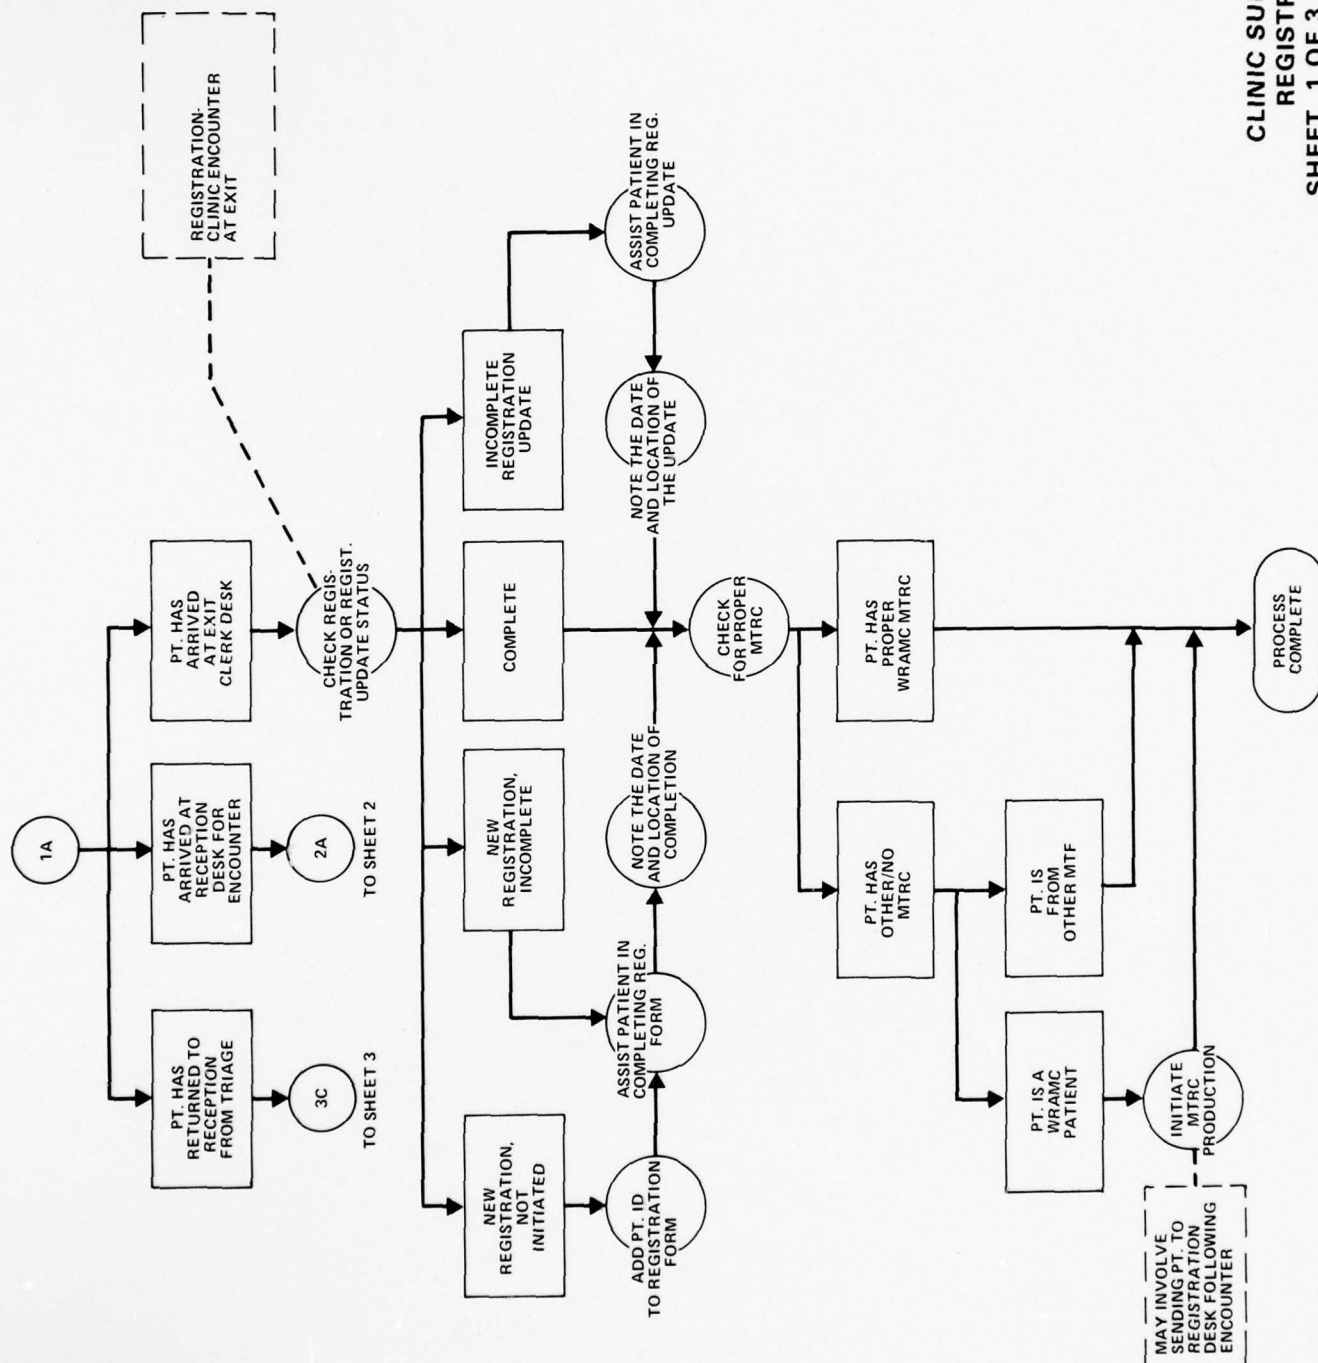 1A
PT. HAS
RETURNED TO
RECEPTION
FROM TRIAGE
PT. HAS
ARRIVED AT
RECEPTION
DESK FOR
ENCOUNTER
PT. HAS
ARRIVED
AT EXIT
CLERK DESK
REGISTRATION-
CLINIC ENCOUNTER
AT EXIT
3C
TO SHEET 3
2A
TO SHEET 2
CHECK REGIS-
TRATION OR REGIST.
UPDATE STATUS
NEW
REGISTRATION,
NOT
INITIATED
NEW
REGISTRATION,
INCOMPLETE
COMPLETE
INCOMPLETE
REGISTRATION
UPDATE
ADD PT. ID
TO REGISTRATION
FORM
ASSIST PATIENT IN
COMPLETING REG.
FORM
NOTE THE DATE
AND LOCATION OF
COMPLETION
NOTE THE DATE
AND LOCATION OF
THE UPDATE
ASSIST PATIENT IN
COMPLETING REG.
UPDATE
CHECK
FOR PROPER
MTRC
PT. HAS
OTHER/NO
MTRC
PT. HAS
PROPER
WRAMC MTRC
PT. IS A
WRAMC
PATIENT
PT. IS
FROM
OTHER MTF
MAY INVOLVE
SENDING PT. TO
REGISTRATION
DESK FOLLOWING
ENCOUNTER
INITIATE
MTRC
PRODUCTION
PROCESS
COMPLETE
CLINIC
REGISTR
SHEET 1 OF 3